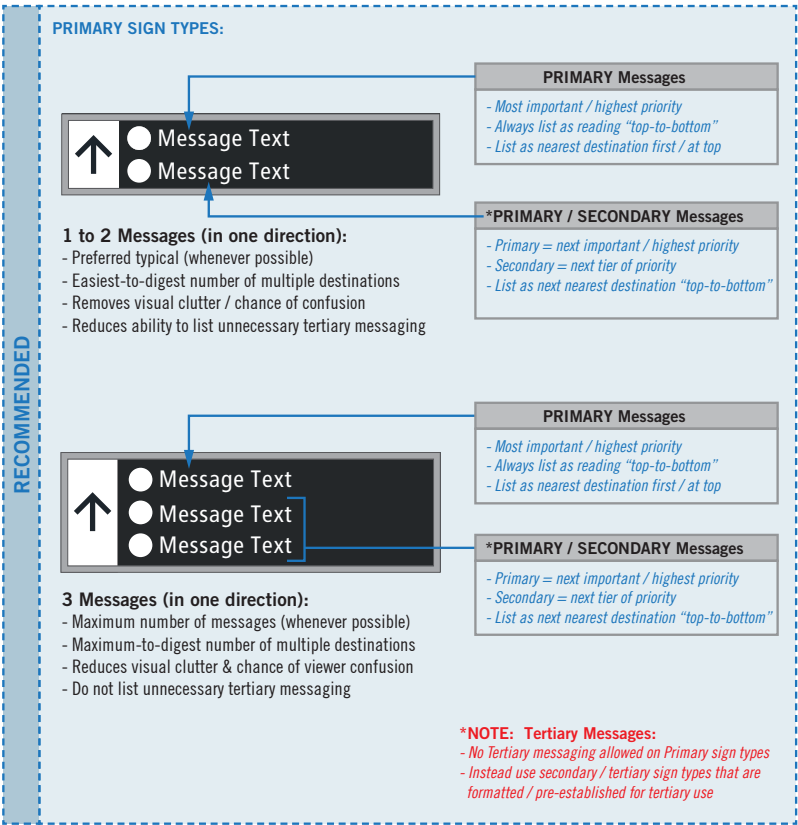 RECOMMENDED
PRIMARY SIGN TYPES:
PRIMARY Messages
- Most important / highest priority
- Always list as reading “top-to-bottom”
- List as nearest destination first / at top
Message Text
Message Text
*PRIMARY / SECONDARY Messages
- Primary = next important / highest priority
- Secondary = next tier of priority
- List as next nearest destination “top-to-bottom”
1 to 2 Messages (in one direction):
- Preferred typical (whenever possible)
- Easiest-to-digest number of multiple destinations
- Removes visual clutter / chance of confusion
- Reduces ability to list unnecessary tertiary messaging
PRIMARY Messages
- Most important / highest priority
- Always list as reading “top-to-bottom”
- List as nearest destination first / at top
Message Text
Message Text
Message Text
*PRIMARY / SECONDARY Messages
- Primary = next important / highest priority
- Secondary = next tier of priority
- List as next nearest destination “top-to-bottom”
3 Messages (in one direction):
- Maximum number of messages (whenever possible)
- Maximum-to-digest number of multiple destinations
- Reduces visual clutter & chance of viewer confusion
- Do not list unnecessary tertiary messaging
*NOTE: Tertiary Messages:
- No Tertiary messaging allowed on Primary sign types
- Instead use secondary / tertiary sign types that are
formatted / pre-established for tertiary use